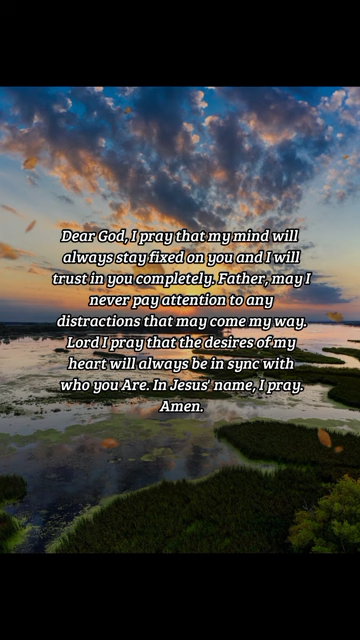 Dear God, I pray that my mind will
always stay fixed on you and I will
trust in you completely. Father, may I
never pay attention to any
distractions that may come my way.
Lord I pray that the desires of my
heart will always be in sync with
who you Are. In Jesus' name, I pray.
Amen.